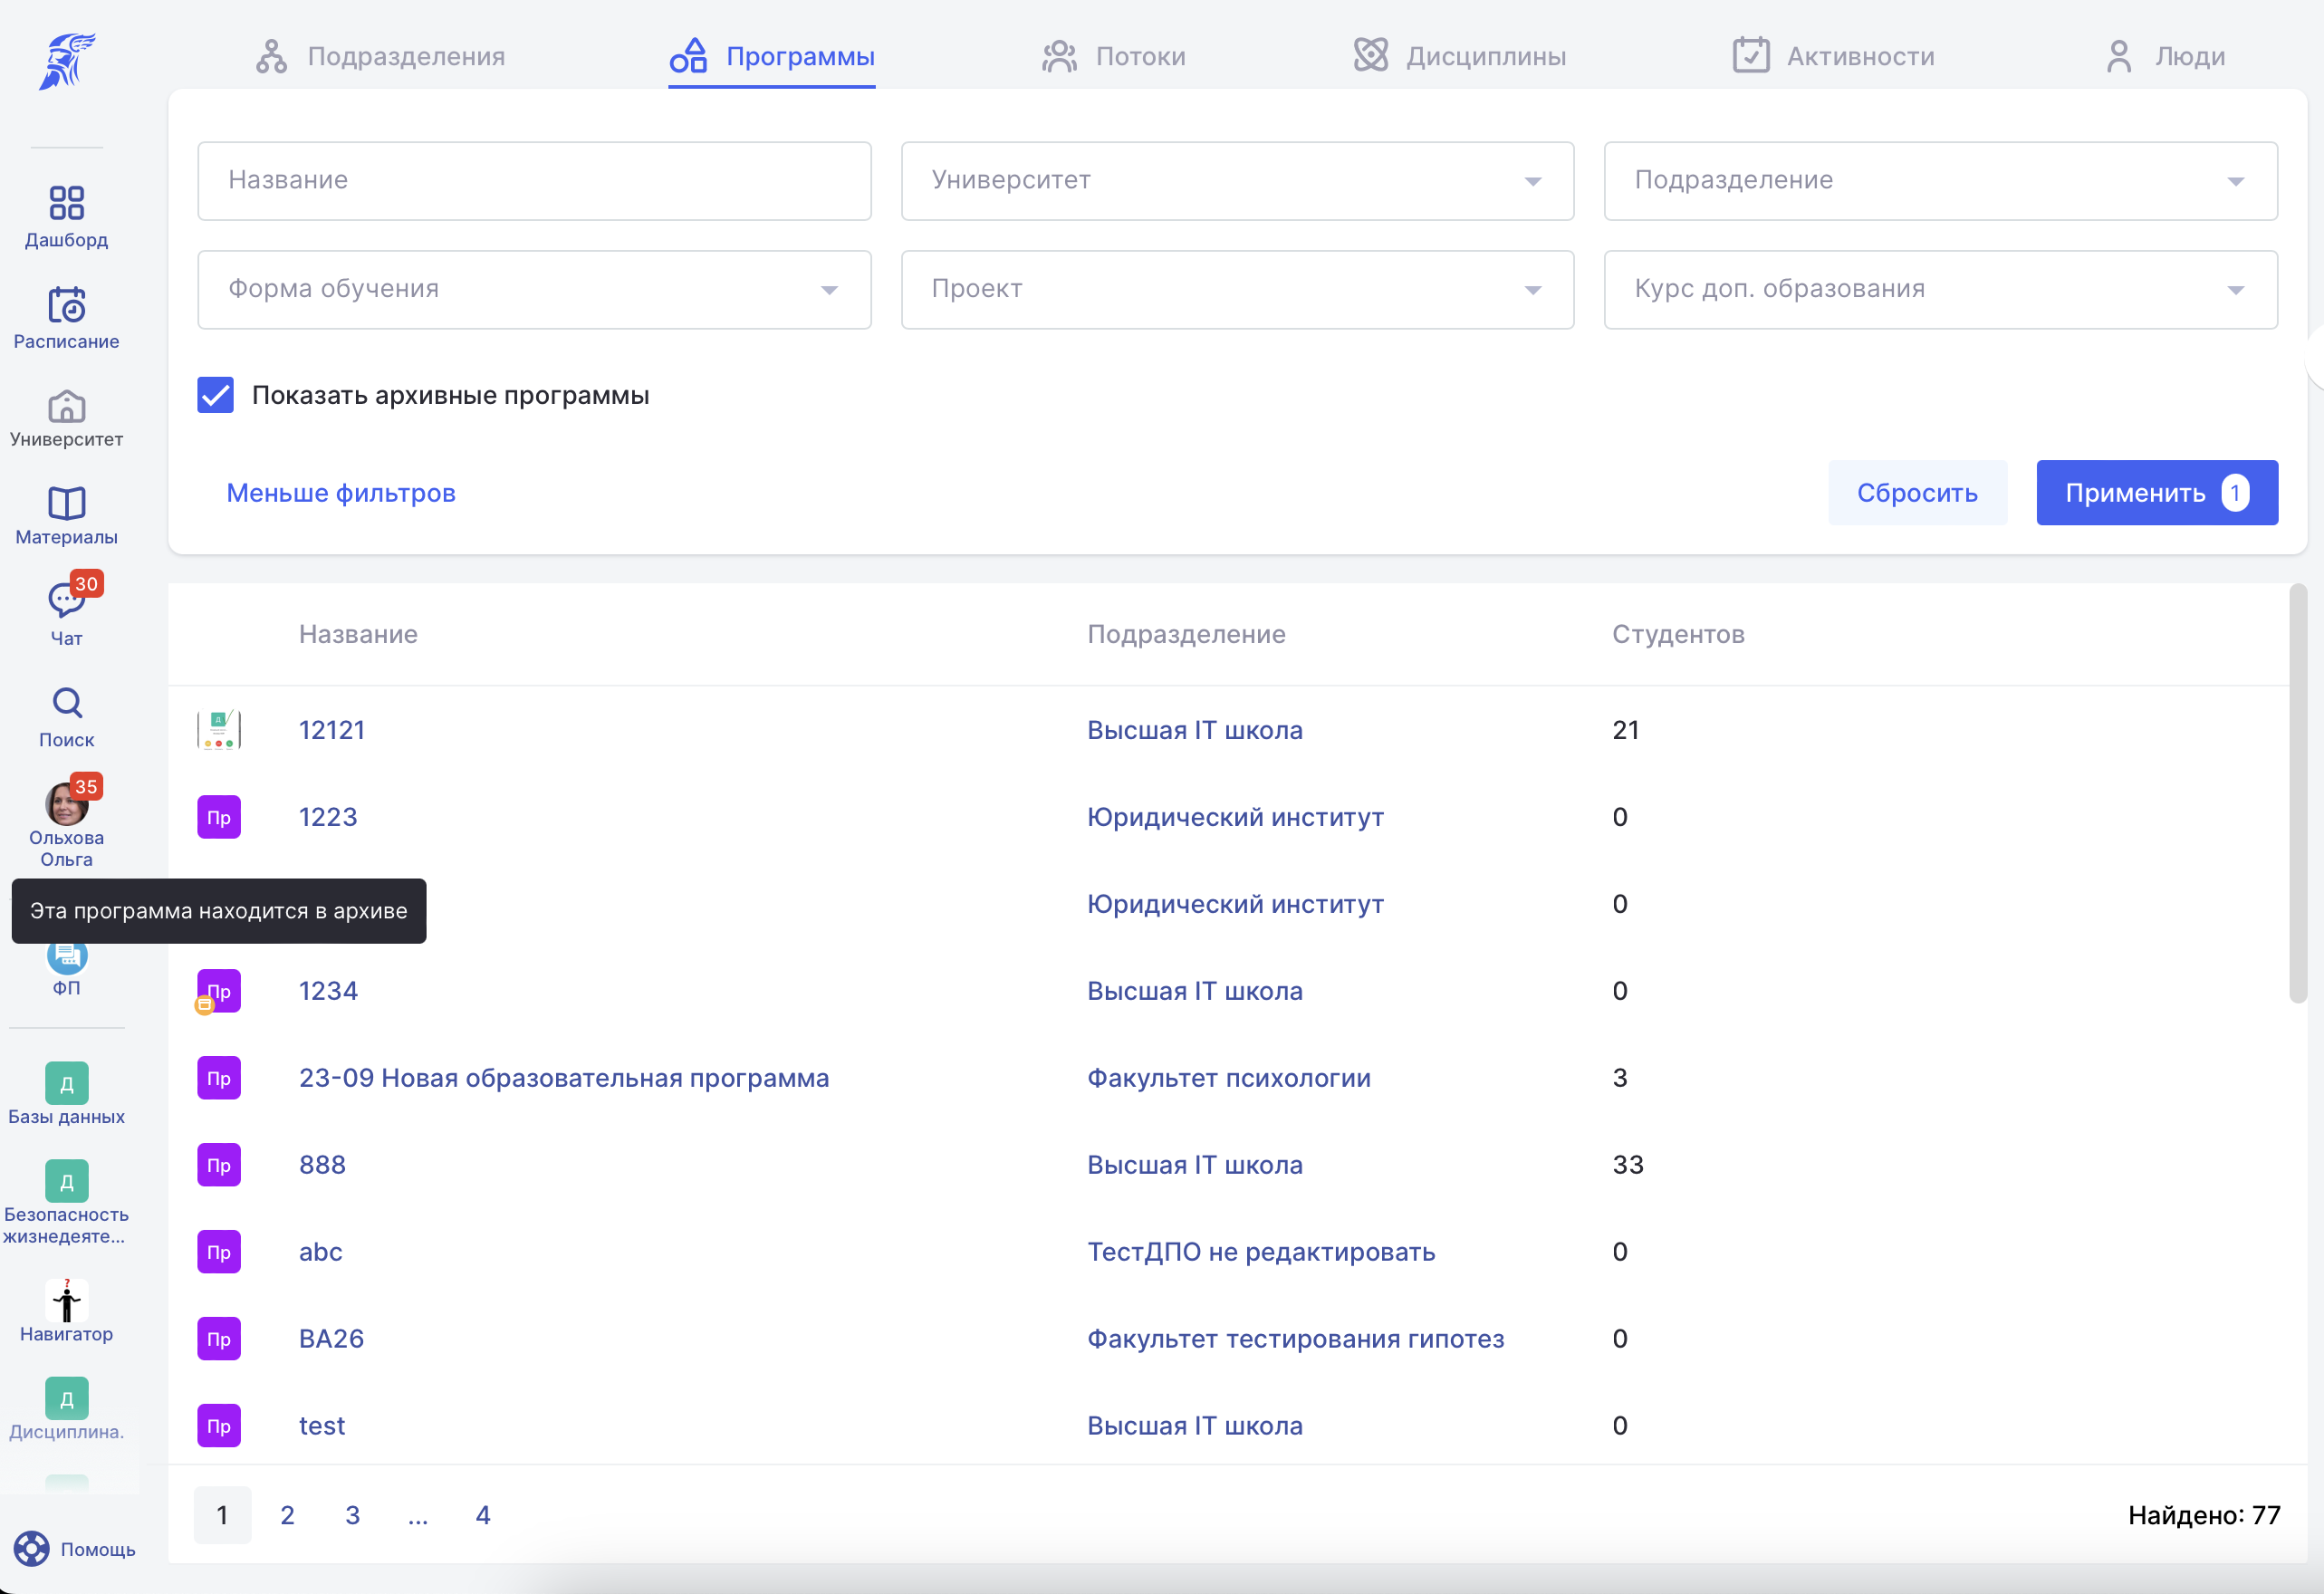 Подразделения
Программы
Потоки
Дисциплины
Активности
Люди
Дашборд
Расписание
Университет
Материалы
30
Чат
Поиск
35
Ольхова
Ольга
ФП
Д
Базы данных
Д
Безопасность
жизнедеяте...
?
Навигатор
Д
Дисциплина.
Помощь
Название
Университет
Подразделение
Форма обучения
Проект
Курс доп. образования
Показать архивные программы
Меньше фильтров
Сбросить
Применить 1
Название Подразделение Студентов
Д
12121 Высшая IT школа 21
Пр 1223 Юридический институт 0
Юридический институт 0
Эта программа находится в архиве
Пр 1234 Высшая IT школа 0
Пр 23-09 Новая образовательная программа Факультет психологии 3
Пр 888 Высшая IT школа 33
Пр abc ТестДПО не редактировать 0
Пр BA26 Факультет тестирования гипотез 0
Пр test Высшая IT школа 0
1 2 3 ... 4
Найдено: 77